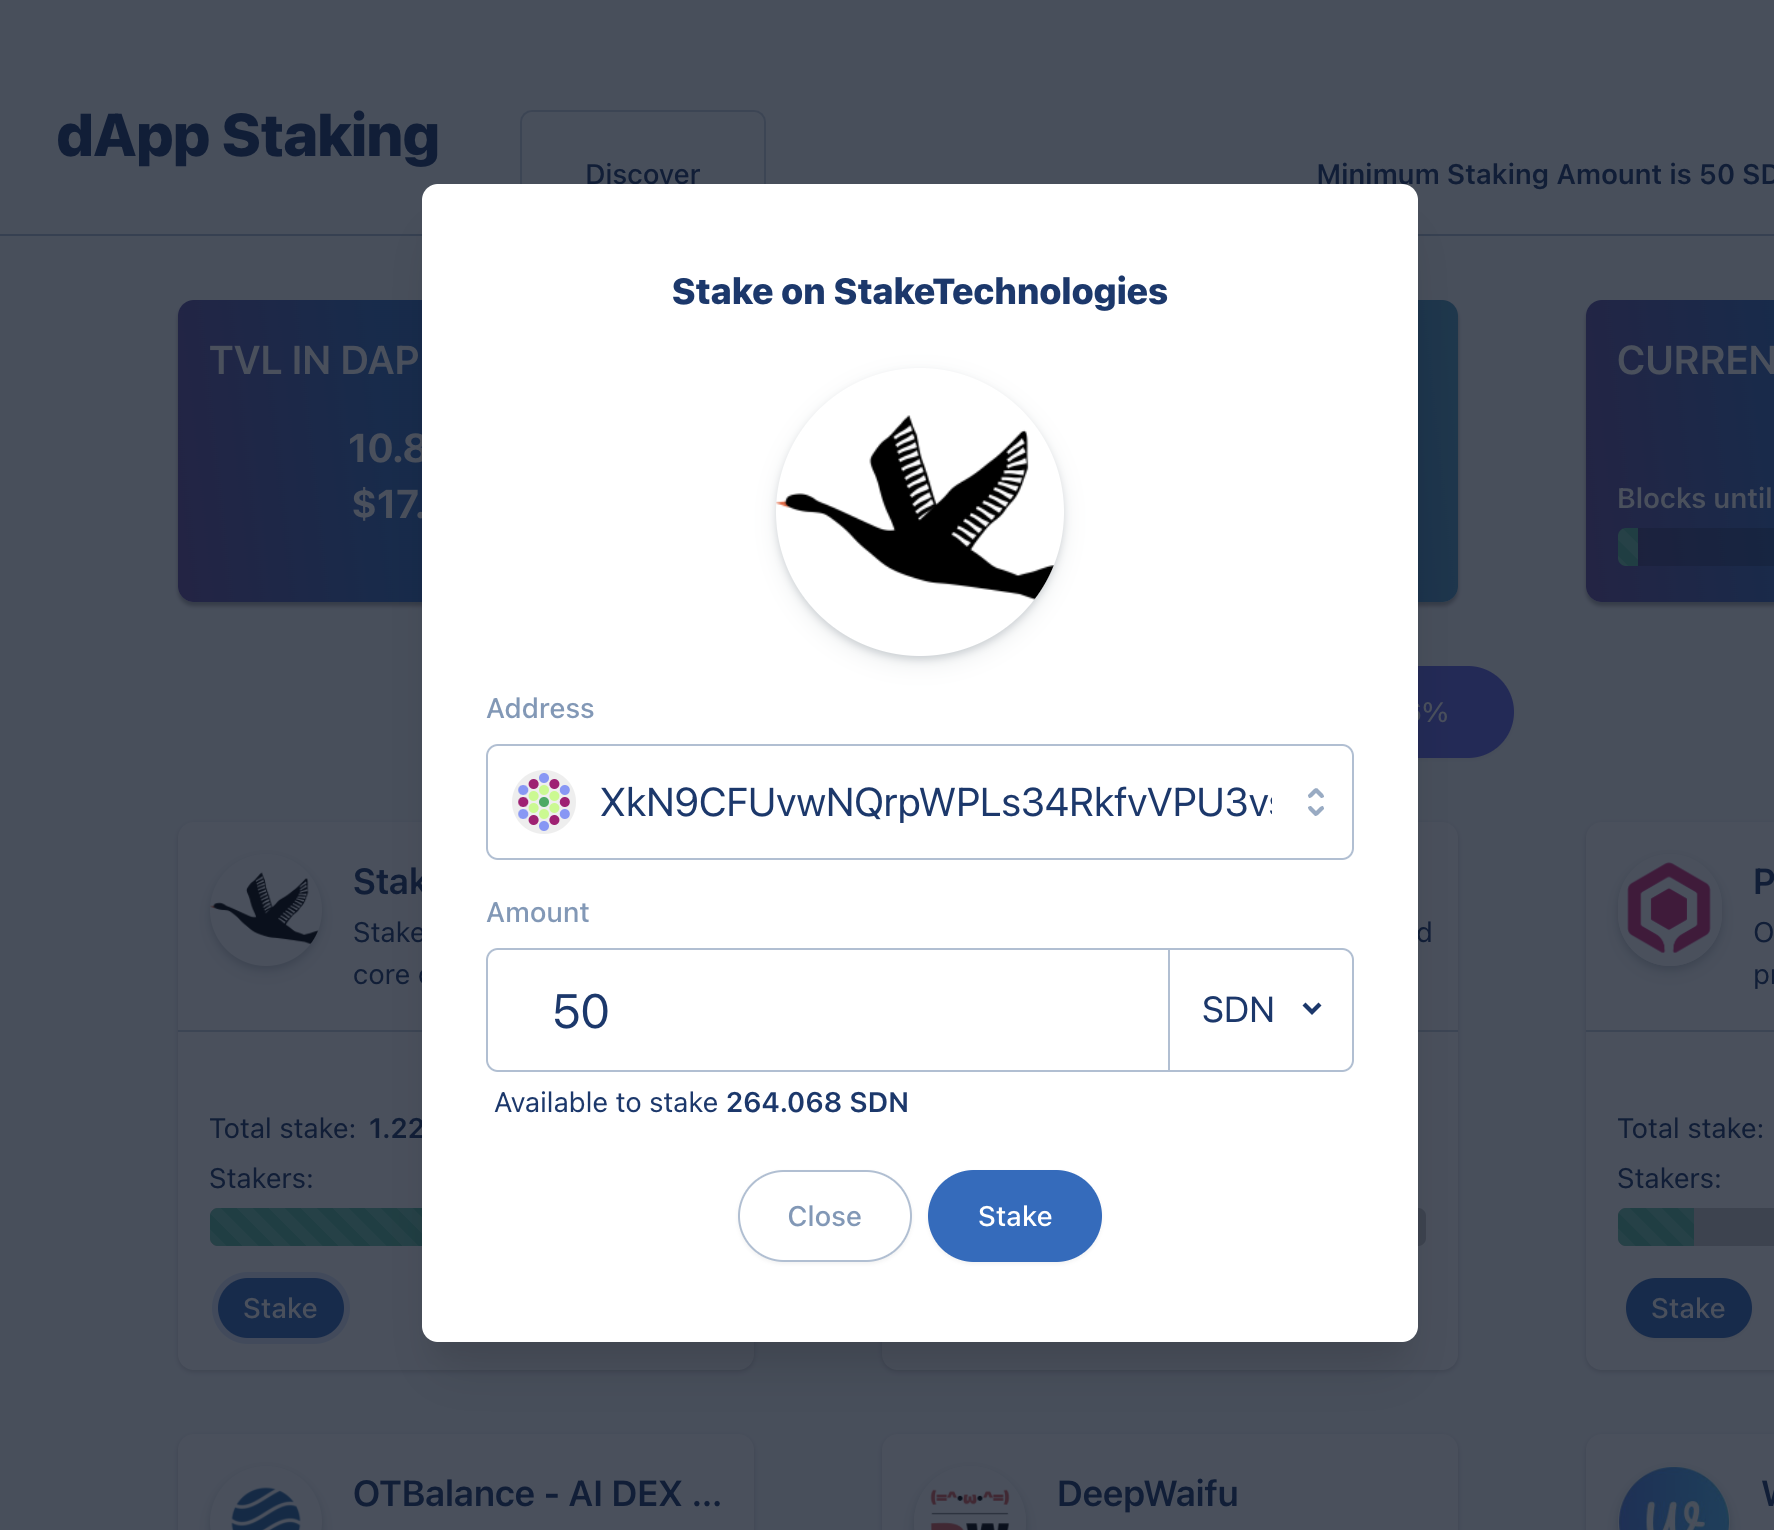 dApp Staking
Discover
Minimum Staking Amount is 50
Stake on StakeTechnologies
TVL IN
CURREN
10.8
$17.
Blocks until
%
Address
XkN9CFUvwNQrpWPLs34RkfvVPU3v
Amount
50
SDN
Available to stake 264.068 SDN
Stak
Stake
core
P
Total stake: 1.22
Stakers:
Total stake:
Stakers:
Close
Stake
Stake
Stake
OTBalance - AI DEX ...
(=^•ω•^=)
DeepWaifu